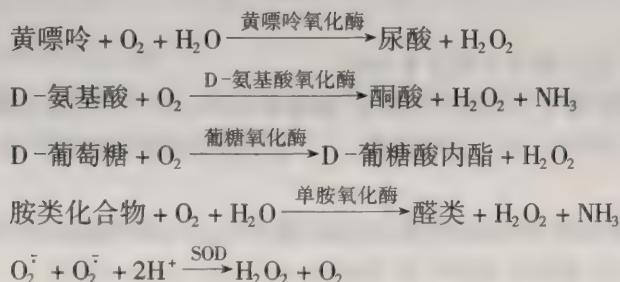 黄嘌呤 + O₂ + H₂O —黄嘌呤氧化酶→ 尿酸 + H₂O₂
D-氨基酸 + O₂ —D-氨基酸氧化酶→ 酮酸 + H₂O₂ + NH₃
D-葡萄糖 + O₂ —葡糖氧化酶→ D-葡糖酸内酯 + H₂O₂
胺类化合物 + O₂ + H₂O —单胺氧化酶→ 醛类 + H₂O₂ + NH₃
O₂⁻̇ + O₂⁻̇ + 2H⁺ —SOD→ H₂O₂ + O₂